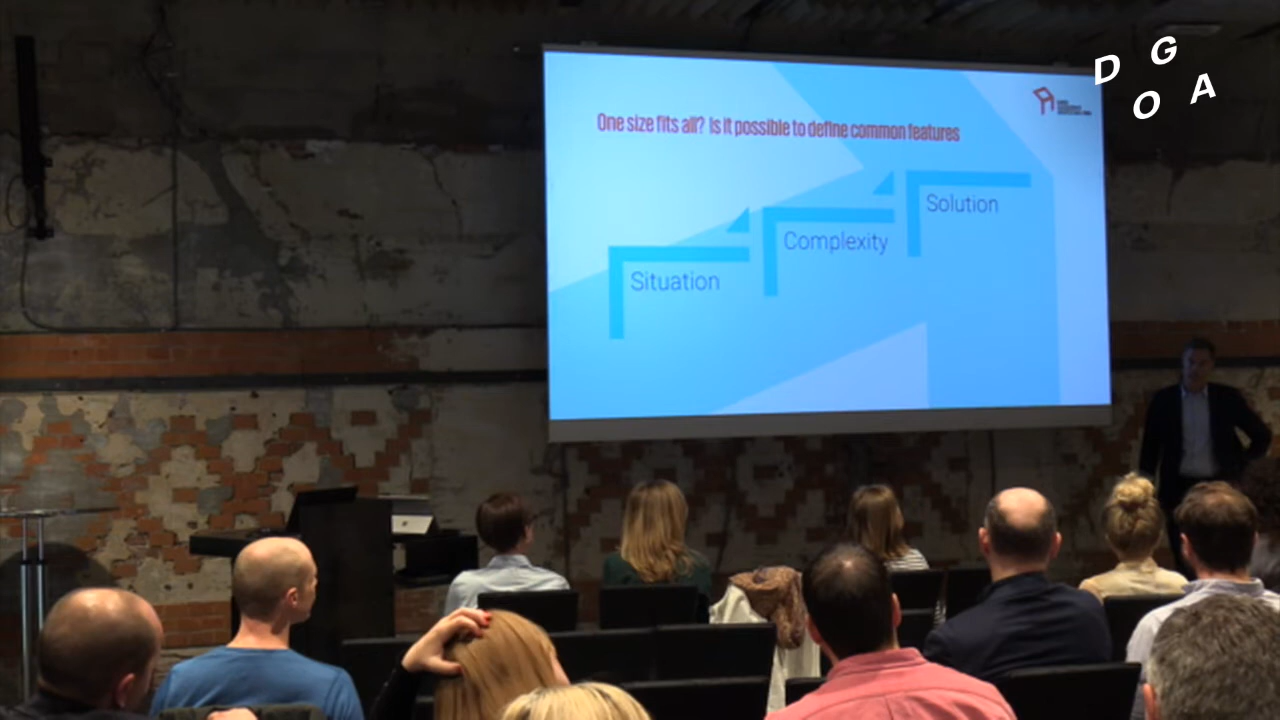 D G
O A
One size fits all? Is it possible to define common features
Solution
Complexity
Situation